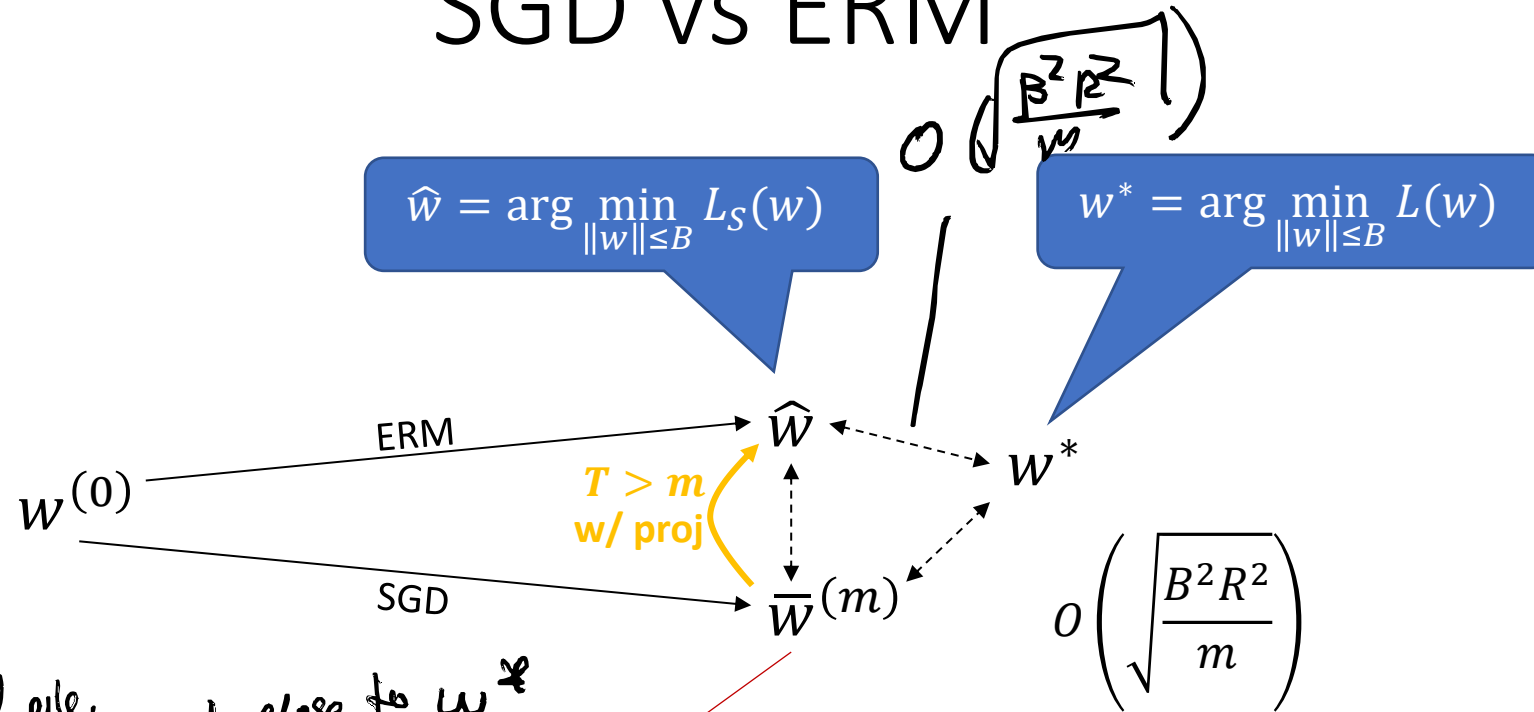 SGD vs ERM
O(√(B²R²/m))
ŵ = arg min_{‖w‖≤B} L_S(w)
w* = arg min_{‖w‖≤B} L(w)
ERM
ŵ
w*
T > m
w/ proj
w^(0)
SGD
w̅^(m)
O(√(B²R²/m))
close to w*